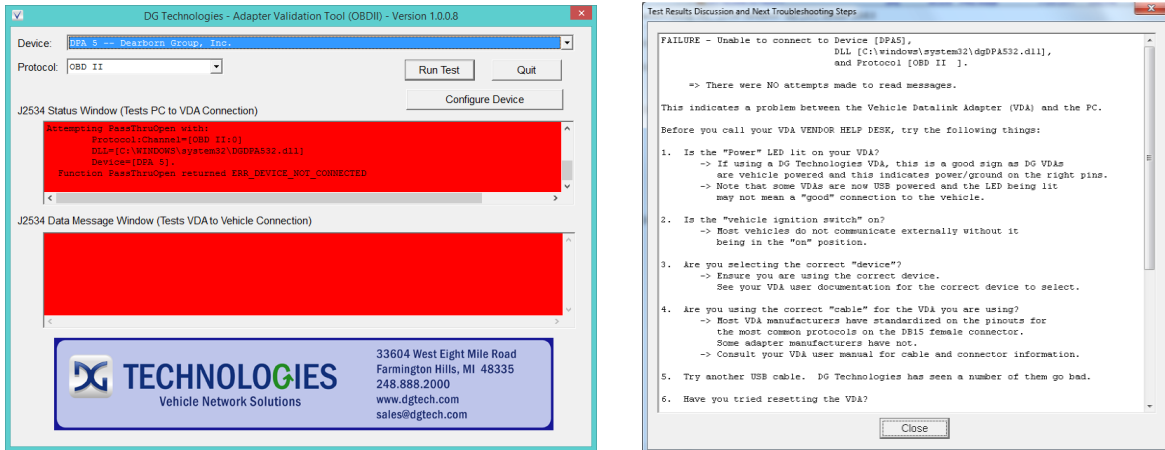 DG Technologies - Adapter Validation Tool (OBDII) - Version 1.0.0.8
Device: DPA 5 -- Dearborn Group, Inc.
Protocol: OBD II
Run Test
Quit
Configure Device
J2534 Status Window (Tests PC to VDA Connection)
Attempting PassThruOpen with:
Protocol:Channel=[OBD II:0]
DLL=[C:\WINDOWS\system32\DGDPA532.dll]
Device=[DPA 5].
Function PassThruOpen returned ERR_DEVICE_NOT_CONNECTED
J2534 Data Message Window (Tests VDA to Vehicle Connection)
DG TECHNOLOGIES
Vehicle Network Solutions
33604 West Eight Mile Road
Farmington Hills, MI 48335
248.888.2000
www.dgtech.com
sales@dgtech.com
Test Results Discussion and Next Troubleshooting Steps
FAILURE - Unable to connect to Device [DPA5],
DLL [C:\windows\system32\dgDPA532.dll],
and Protocol [OBD II  ].
=> There were NO attempts made to read messages.
This indicates a problem between the Vehicle Datalink Adapter (VDA) and the PC.
Before you call your VDA VENDOR HELP DESK, try the following things:
1. Is the "Power" LED lit on your VDA?
-> If using a DG Technologies VDA, this is a good sign as DG VDAs
are vehicle powered and this indicates power/ground on the right pins.
-> Note that some VDAs are now USB powered and the LED being lit
may not mean a "good" connection to the vehicle.
2. Is the "vehicle ignition switch" on?
-> Most vehicles do not communicate externally without it
being in the "on" position.
3. Are you selecting the correct "device"?
-> Ensure you are using the correct device.
See your VDA user documentation for the correct device to select.
4. Are you using the correct "cable" for the VDA you are using?
-> Most VDA manufacturers have standardized on the pinouts for
the most common protocols on the DB15 female connector.
Some adapter manufacturers have not.
-> Consult your VDA user manual for cable and connector information.
5. Try another USB cable. DG Technologies has seen a number of them go bad.
6. Have you tried resetting the VDA?
Close